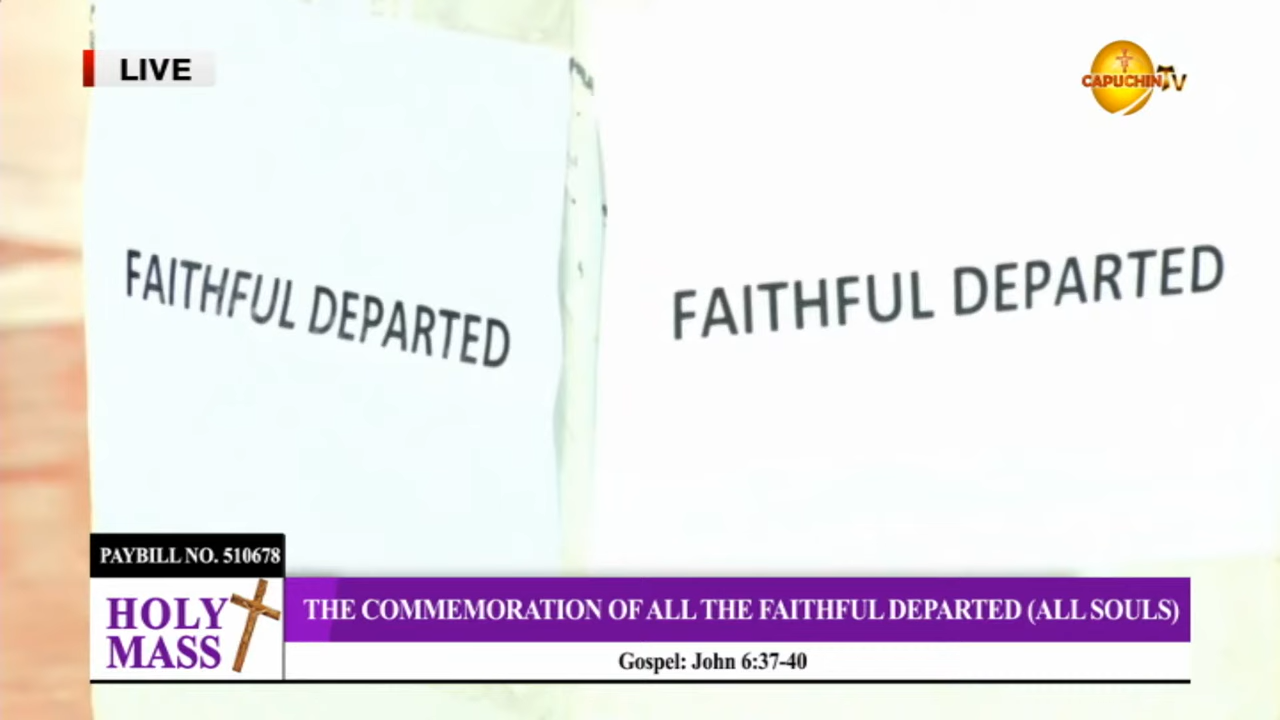 LIVE
CAPUCHIN TV
FAITHFUL DEPARTED
FAITHFUL DEPARTED
PAYBILL NO. 510678
HOLY
MASS
THE COMMEMORATION OF ALL THE FAITHFUL DEPARTED (ALL SOULS)
Gospel: John 6:37-40